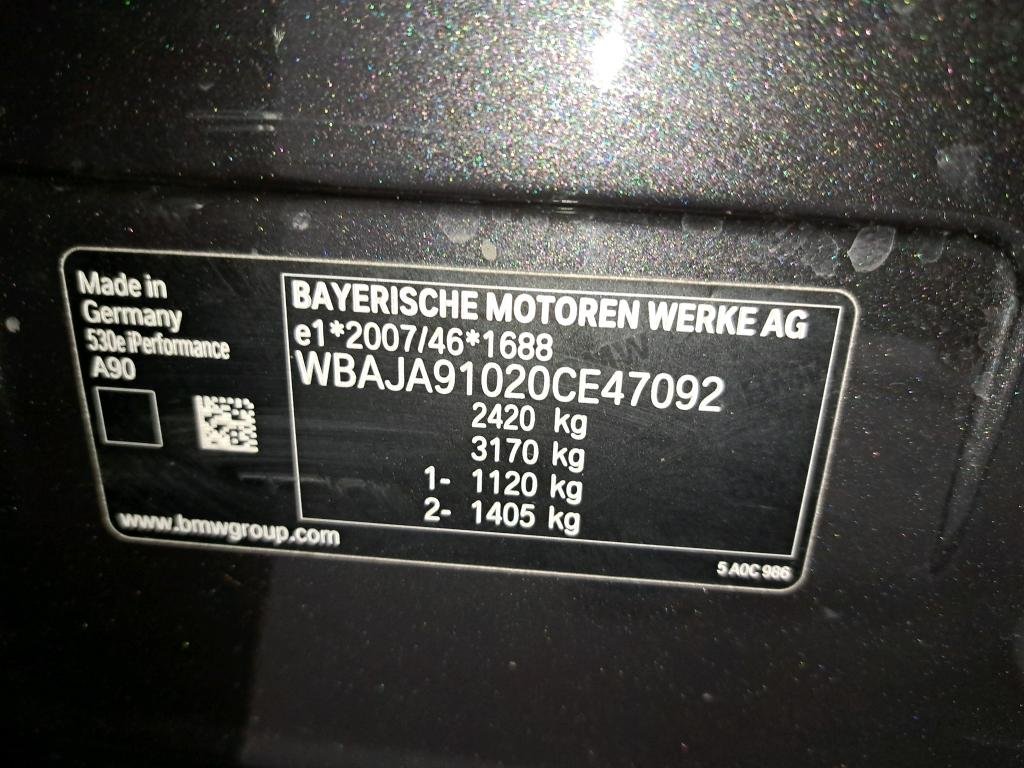 Made in
Germany
530e iPerformance
A90
www.bmwgroup.com
BAYERISCHE MOTOREN WERKE AG
e1*2007/46*1688
WBAJA91020CE47092
2420 kg
3170 kg
1- 1120 kg
2- 1405 kg
5 A0C 986